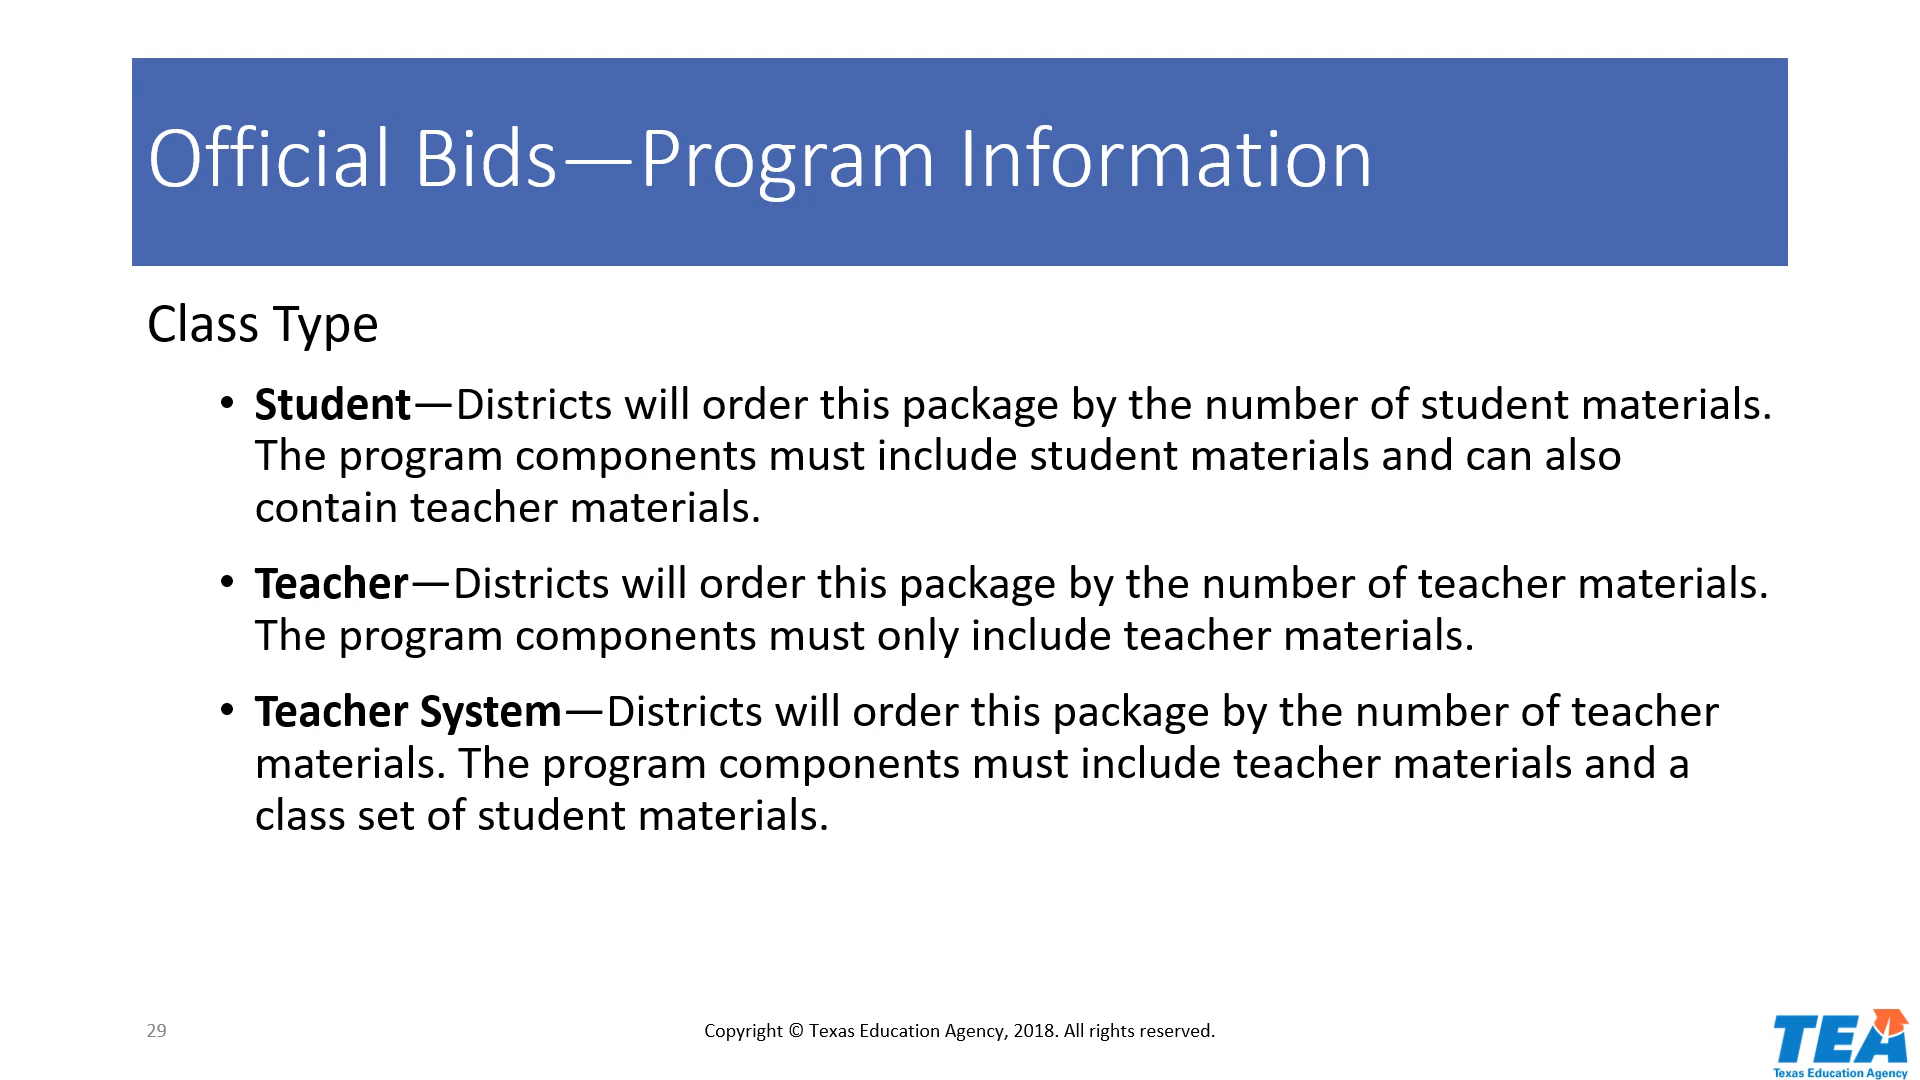 Official Bids—Program Information
Class Type
• Student—Districts will order this package by the number of student materials.
The program components must include student materials and can also
contain teacher materials.
• Teacher—Districts will order this package by the number of teacher materials.
The program components must only include teacher materials.
• Teacher System—Districts will order this package by the number of teacher
materials. The program components must include teacher materials and a
class set of student materials.
29
Copyright © Texas Education Agency, 2018. All rights reserved.
TEA
Texas Education Agency